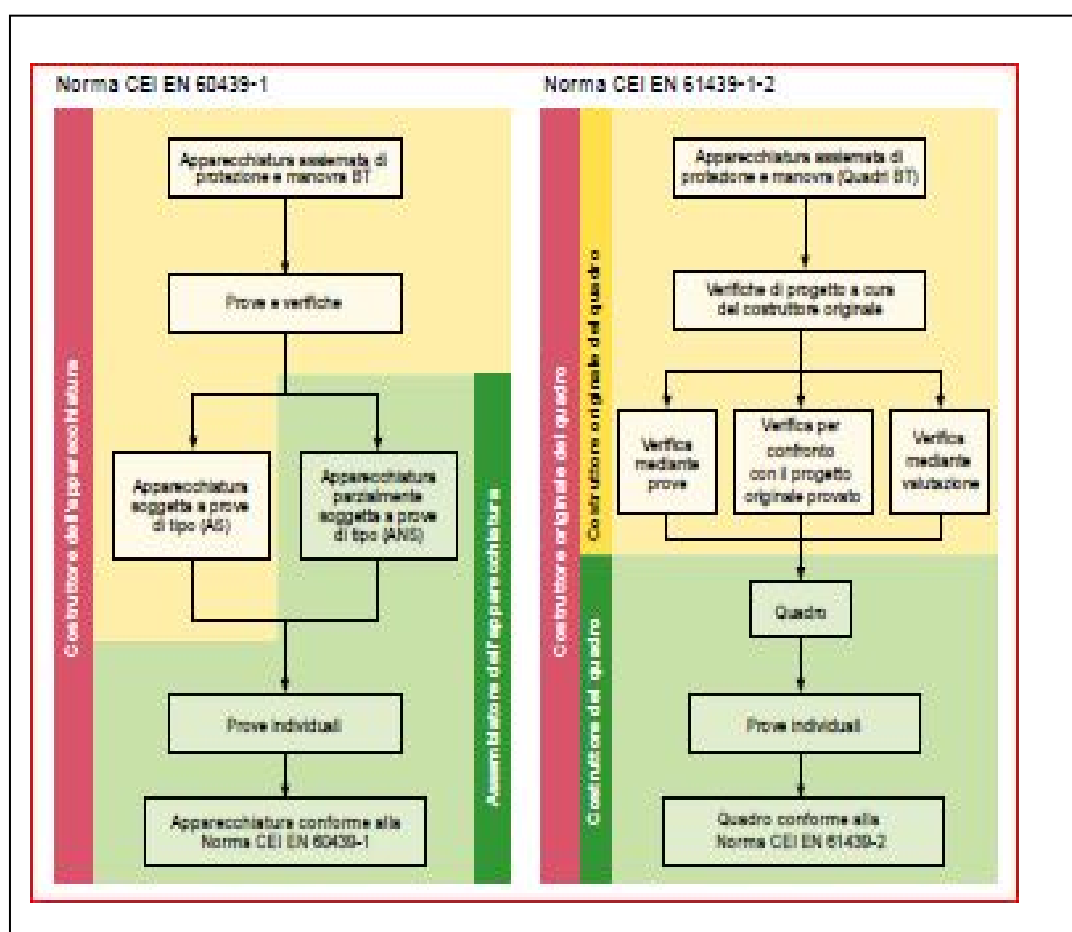 Norma CEI EN 60439-1
Costruttore dell'apparecchiatura
Apparecchiatura assiemata di
protezione e manovra BT
Prove e verifiche
Apparecchiatura
soggetta a prove
di tipo (AS)
Apparecchiatura
parzialmente
soggetta a prove
di tipo (ANS)
Assemblatore dell'apparecchiatura
Prove individuali
Apparecchiatura conforme alla
Norma CEI EN 60439-1
Norma CEI EN 61439-1-2
Costruttore originale del quadro
Costruttore originale del quadro
Apparecchiatura assiemata di
protezione e manovra (Quadri BT)
Verifiche di progetto a cura
del costruttore originale
Verifica
mediante
prove
Verifica per
confronto
con il progetto
originale provato
Verifica
mediante
valutazione
Costruttore del quadro
Quadro
Prove individuali
Quadro conforme alla
Norma CEI EN 61439-2